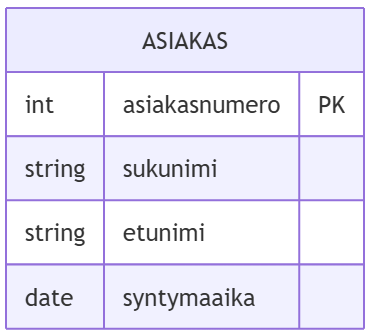 ASIAKAS
int asiakasnumero PK
string sukunimi
string etunimi
date syntymaaika